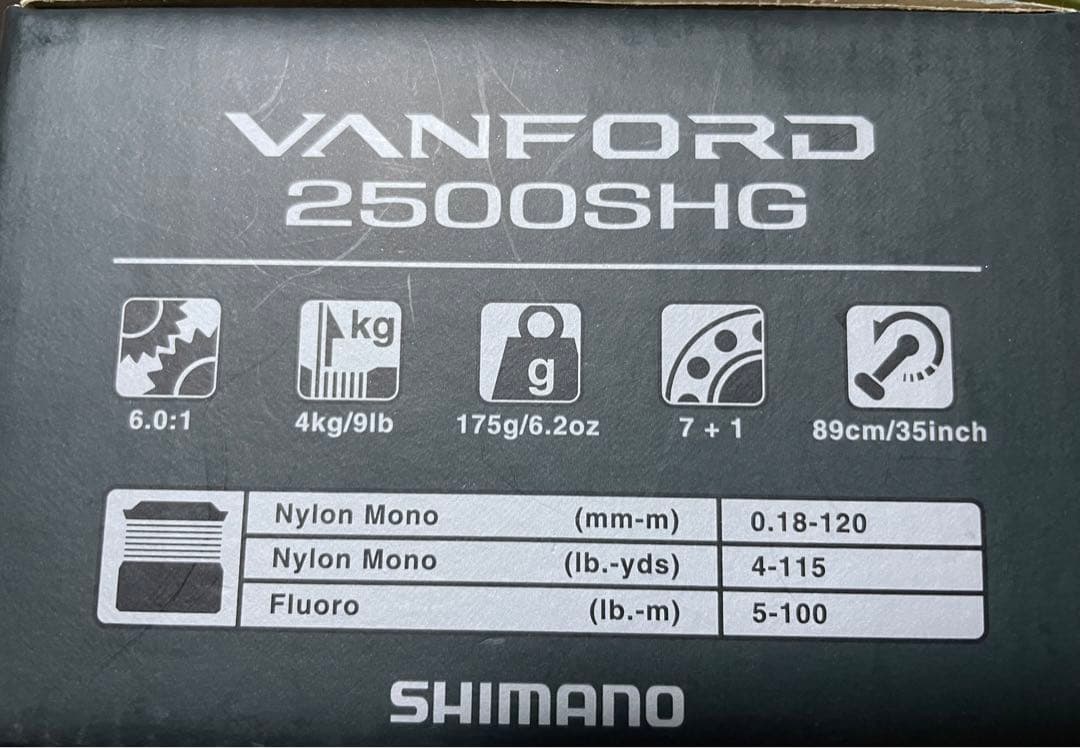 VANFORD
2500SHG
kg
g
6.0:1 4kg/9lb 175g/6.2oz 7 + 1 89cm/35inch
Nylon Mono (mm-m) 0.18-120
Nylon Mono (lb.-yds) 4-115
Fluoro (lb.-m) 5-100
SHIMANO